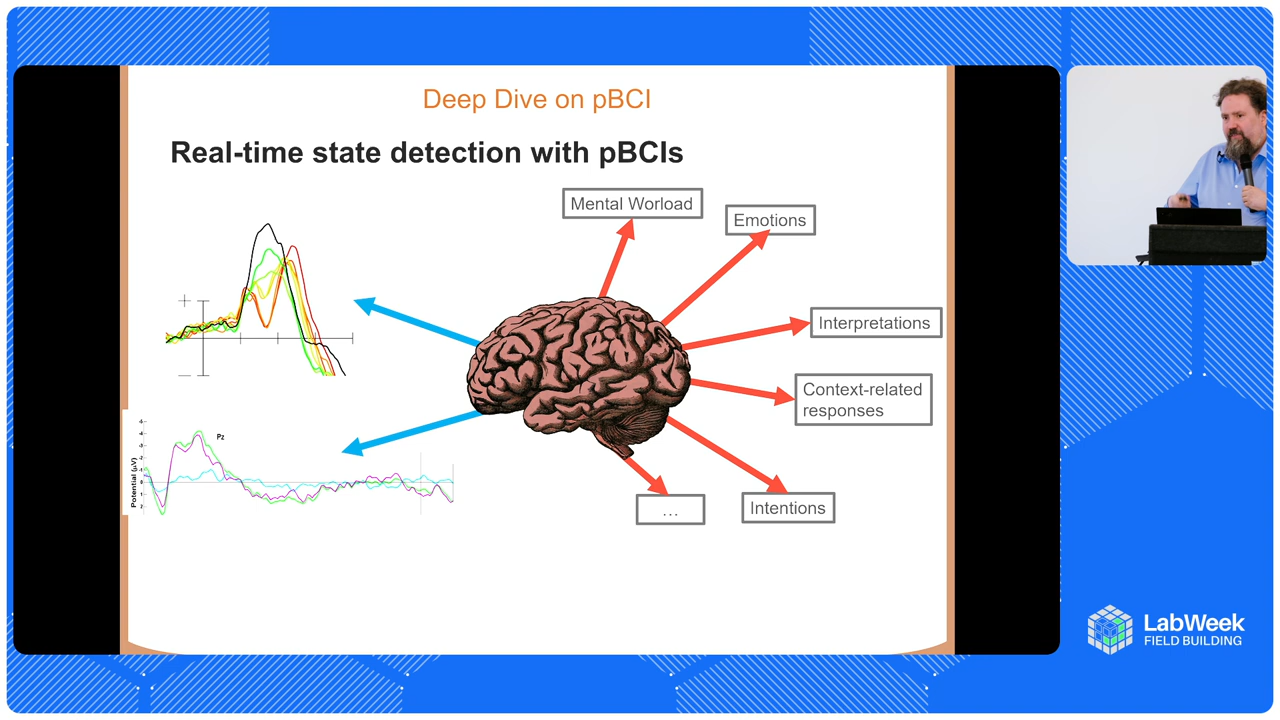 Deep Dive on pBCI
Real-time state detection with pBCIs
Mental Worload
Emotions
Interpretations
Context-related
responses
Intentions
...
Pz
Potential (µV)
LabWeek
FIELD BUILDING